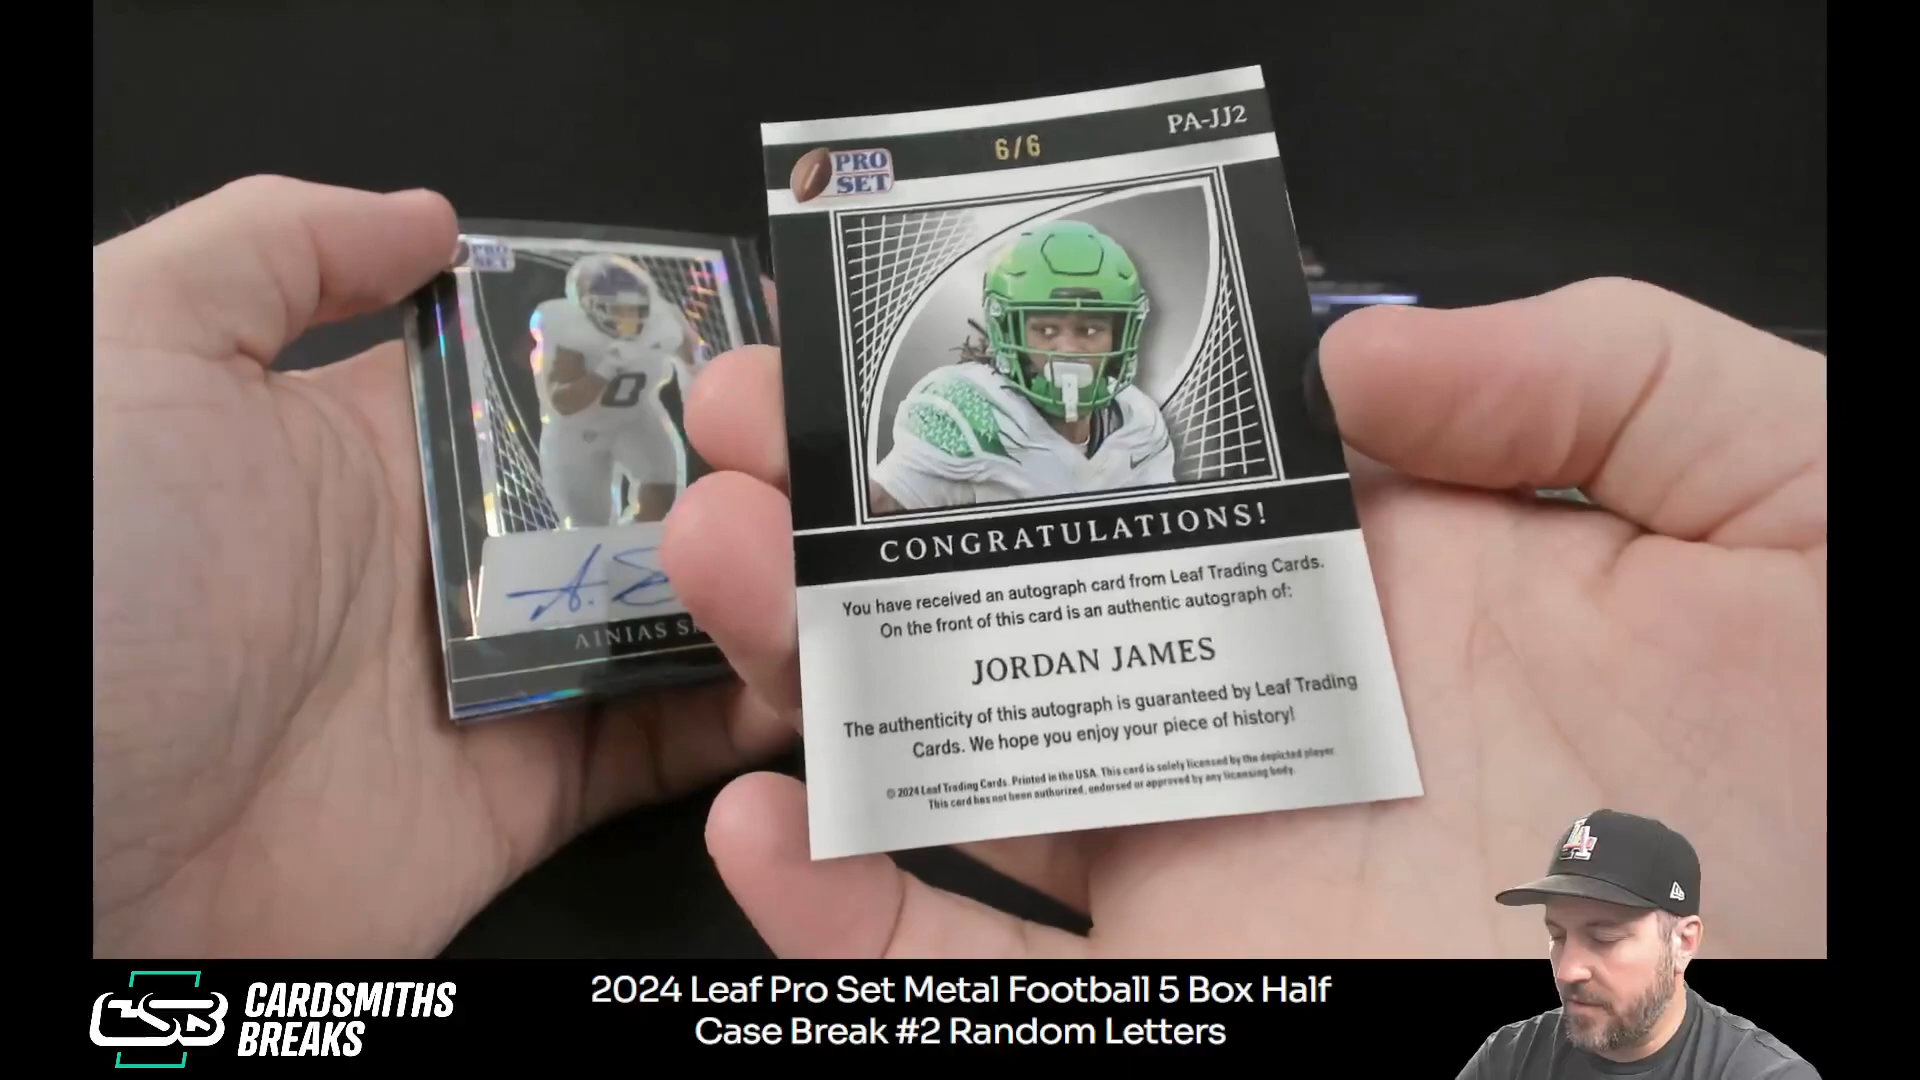 PA-JJ2
6/6
PRO
SET
CONGRATULATIONS!
You have received an autograph card from Leaf Trading Cards.
On the front of this card is an authentic autograph of:
JORDAN JAMES
The authenticity of this autograph is guaranteed by Leaf Trading
Cards. We hope you enjoy your piece of history!
© 2024 Leaf Trading Cards. Printed in the USA. This card is solely licensed by the depicted player.
This card has not been authorized, endorsed or approved by any licensing body.
PRO
SET
0
A. S
AINIAS
LA
CSB
CARDSMITHS
BREAKS
2024 Leaf Pro Set Metal Football 5 Box Half
Case Break #2 Random Letters